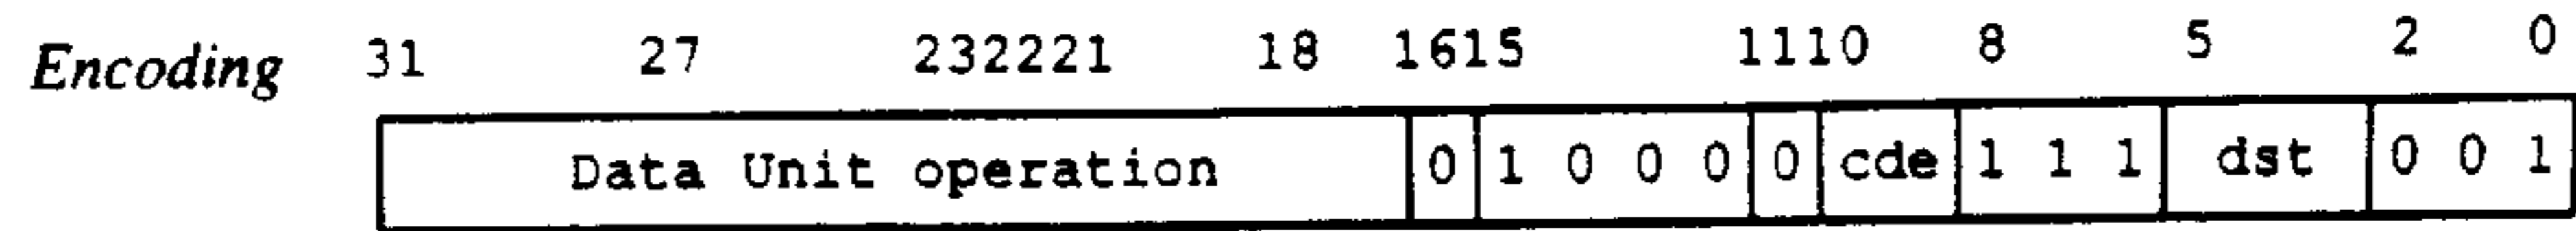 Encoding 31 27 232221 18 1615 1110 8 5 2 0
Data Unit operation 0 1 0 0 0 0 cde 1 1 1 dst 0 0 1